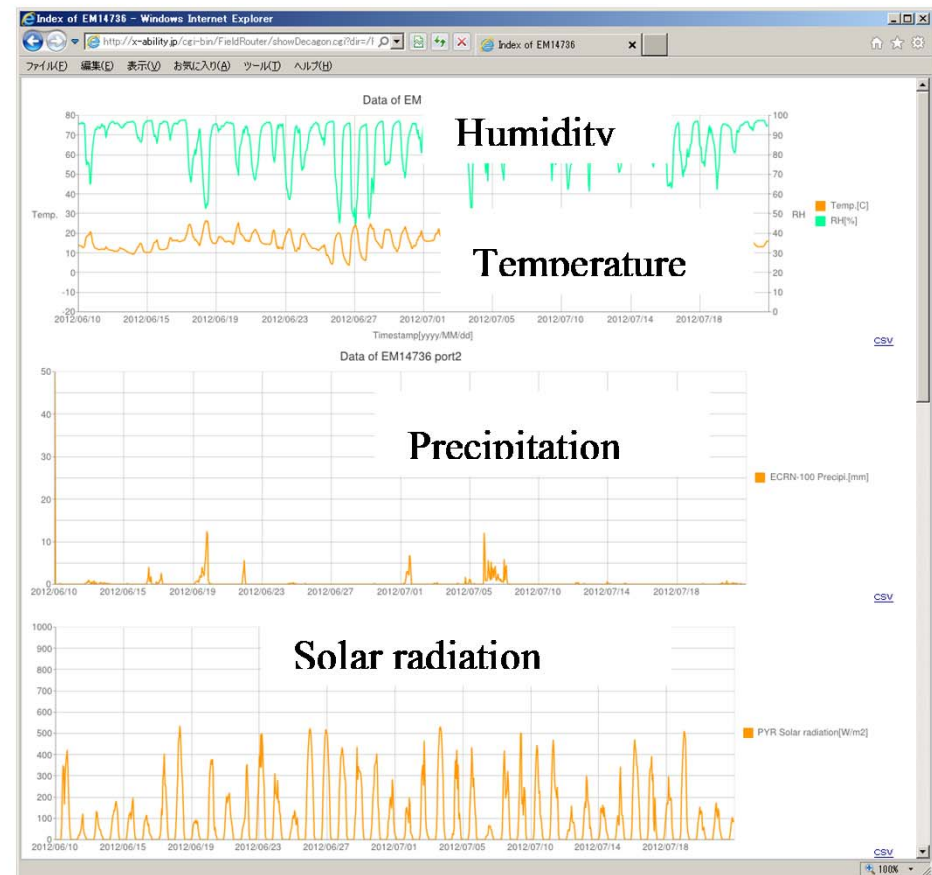 Index of EM14736 - Windows Internet Explorer
http://x-ability.jp/cgi-bin/FieldRouter/showDecagon.cgi?dir=/
Index of EM14736
ファイル(F) 編集(E) 表示(V) お気に入り(A) ツール(T) ヘルプ(H)
Data of EM
Humidity
80 70 60 50 40 30 20 10 0 -10 -20
100 90 80 70 60 50 40 30 20 10 0
Temp.
RH
Temp.[C]
RH[%]
Temperature
2012/06/10 2012/06/15 2012/06/19 2012/06/23 2012/06/27 2012/07/01 2012/07/05 2012/07/10 2012/07/14 2012/07/18
Timestamp[yyyy/MM/dd]
CSV
Data of EM14736 port2
50 40 30 20 10 0
Precipitation
ECRN-100 Precipi.[mm]
2012/06/10 2012/06/15 2012/06/19 2012/06/23 2012/06/27 2012/07/01 2012/07/05 2012/07/10 2012/07/14 2012/07/18
CSV
1000 900 800 700 600 500 400 300 200 100 0
Solar radiation
PYR Solar radiation[W/m2]
2012/06/10 2012/06/15 2012/06/19 2012/06/23 2012/06/27 2012/07/01 2012/07/05 2012/07/10 2012/07/14 2012/07/18
CSV
100%